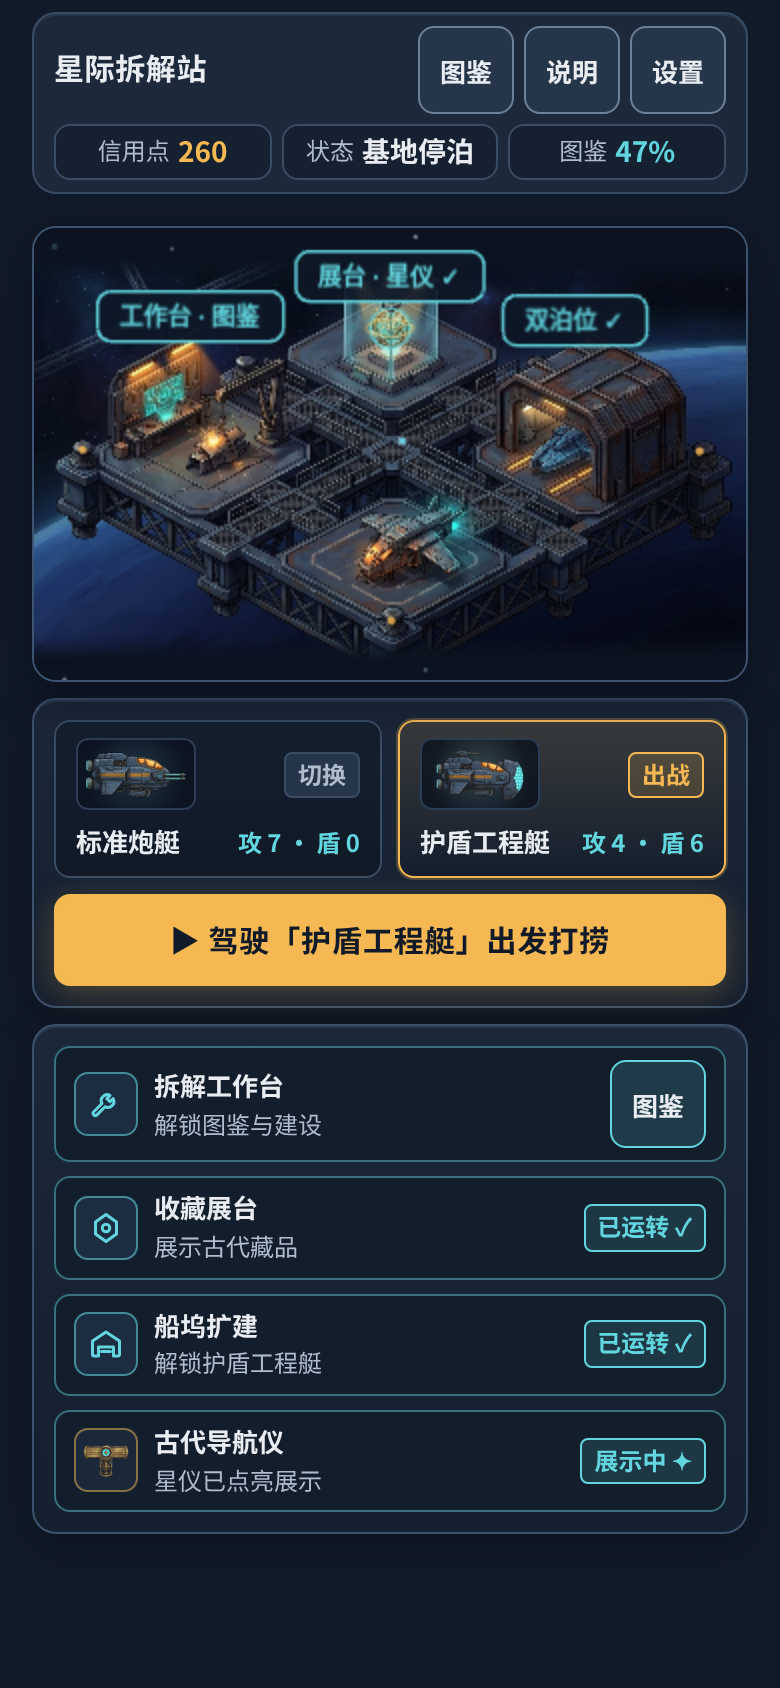 星际拆解站
图鉴 说明 设置
信用点 260 状态 基地停泊 图鉴 47%
展台 · 星仪 ✓
工作台 · 图鉴
双泊位 ✓
切换 出战
标准炮艇 攻 7 · 盾 0 护盾工程艇 攻 4 · 盾 6
▶ 驾驶「护盾工程艇」出发打捞
拆解工作台
解锁图鉴与建设
图鉴
收藏展台
展示古代藏品
已运转 ✓
船坞扩建
解锁护盾工程艇
已运转 ✓
古代导航仪
星仪已点亮展示
展示中 ✦